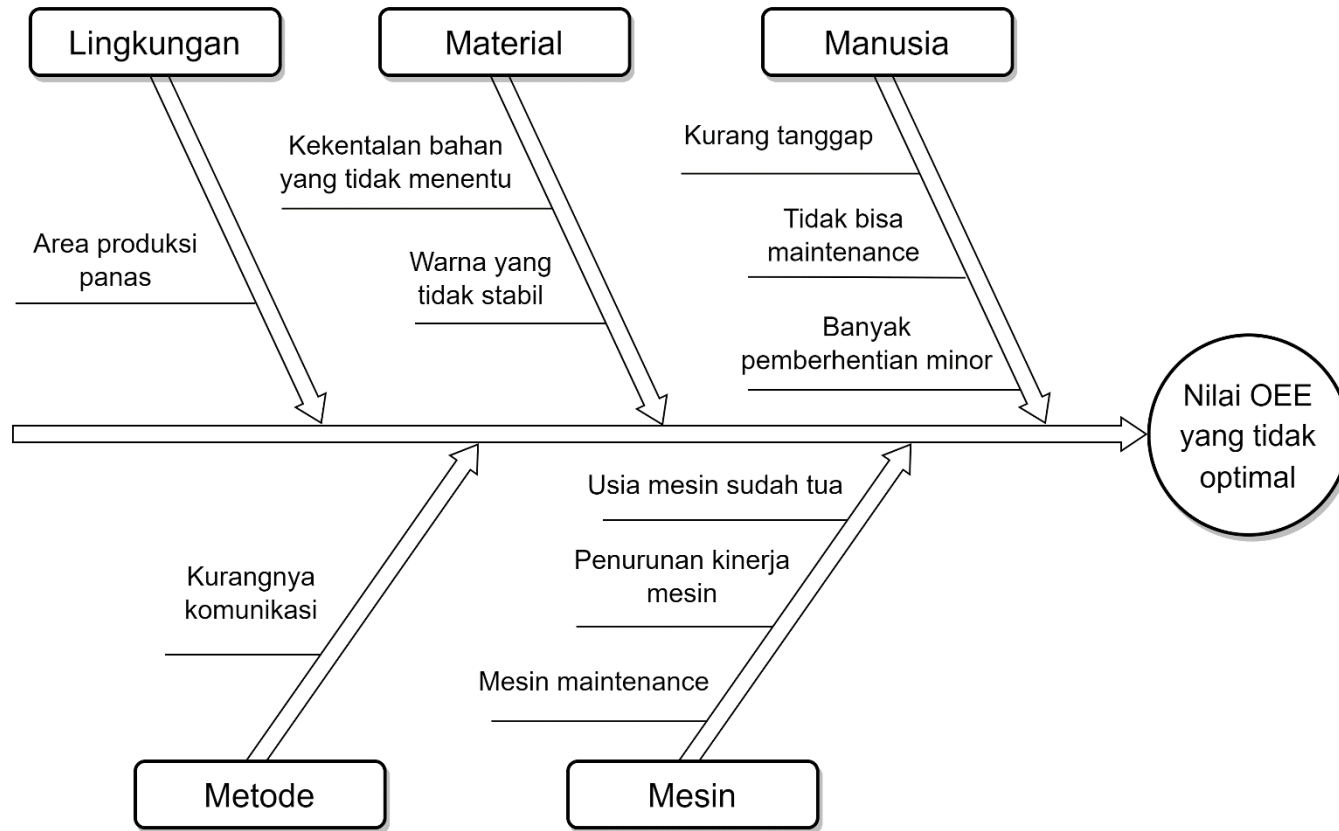 Lingkungan
Material
Manusia
Kekentalan bahan
yang tidak menentu
Kurang tanggap
Area produksi
panas
Warna yang
tidak stabil
Tidak bisa
maintenance
Banyak
pemberhentian minor
Nilai OEE
yang tidak
optimal
Kurangnya
komunikasi
Usia mesin sudah tua
Penurunan kinerja
mesin
Mesin maintenance
Metode
Mesin